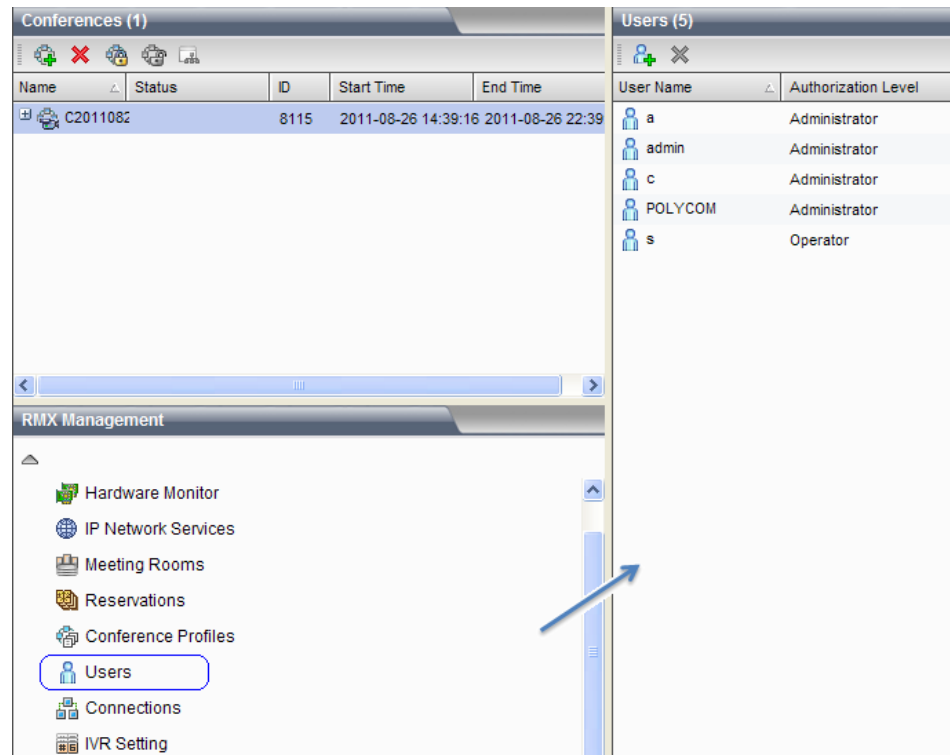 Conferences (1)
Name Status ID Start Time End Time
C2011082 8115 2011-08-26 14:39:16 2011-08-26 22:39
RMX Management
Hardware Monitor
IP Network Services
Meeting Rooms
Reservations
Conference Profiles
Users
Connections
IVR Setting
Users (5)
User Name Authorization Level
a Administrator
admin Administrator
c Administrator
POLYCOM Administrator
s Operator